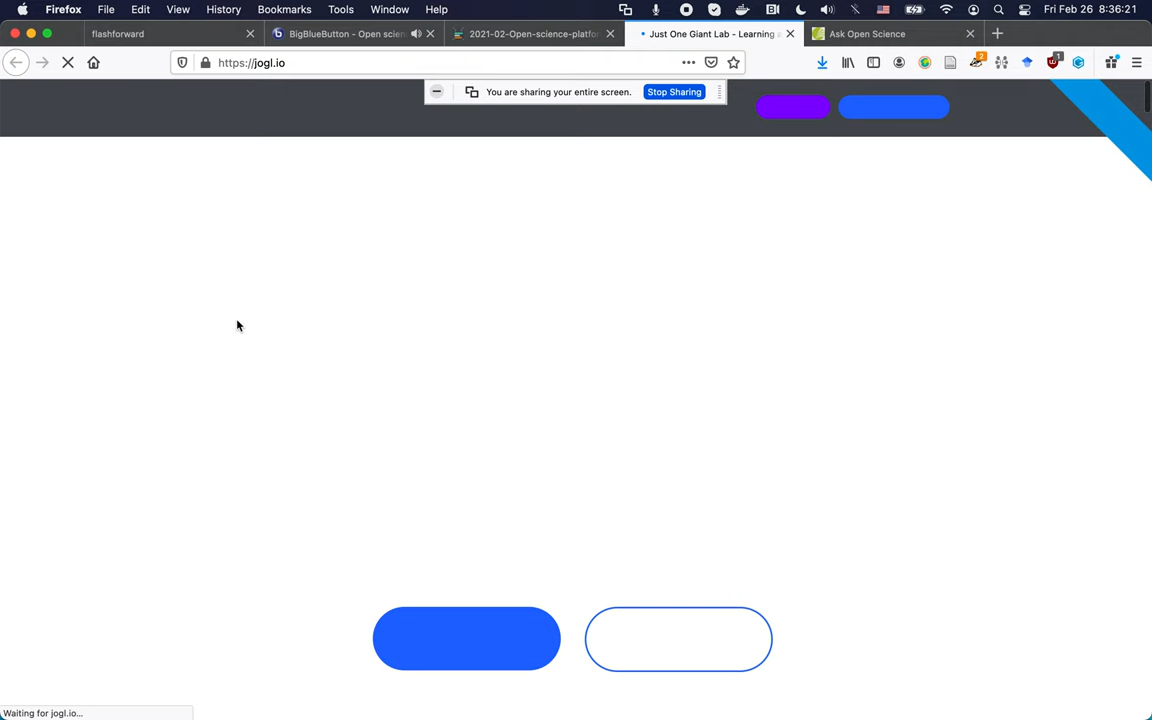 Firefox File Edit View History Bookmarks Tools Window Help Fri Feb 26 8:36:21
flashforward BigBlueButton - Open scien 2021-02-Open-science-platfor Just One Giant Lab - Learning a Ask Open Science
https://jogl.io
2
1
You are sharing your entire screen. Stop Sharing
Waiting for jogl.io...